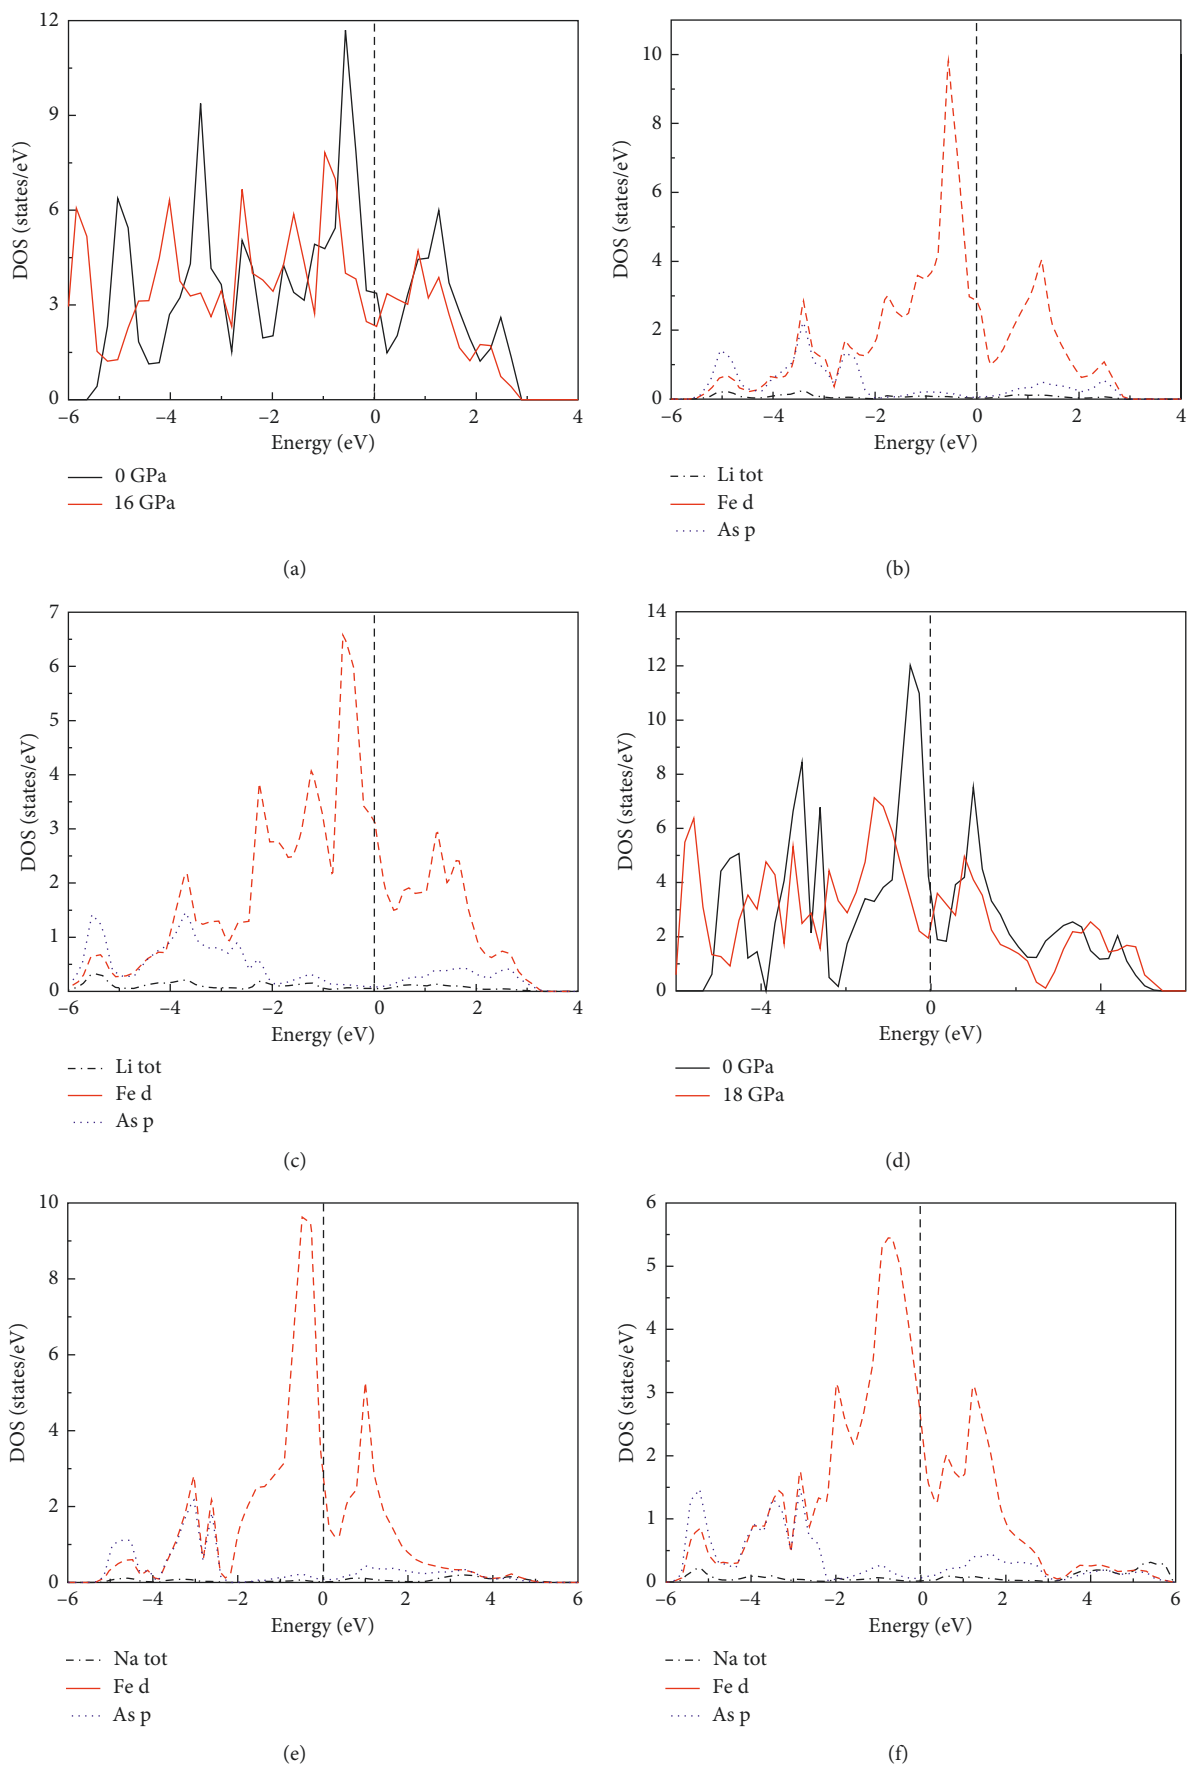 12
9
6
3
0
DOS (states/eV)
−6 −4 −2 0 2 4
Energy (eV)
0 GPa
16 GPa
(a)
10
8
6
4
2
0
DOS (states/eV)
−6 −4 −2 0 2 4
Energy (eV)
Li tot
Fe d
As p
(b)
7
6
5
4
3
2
1
0
DOS (states/eV)
−6 −4 −2 0 2 4
Energy (eV)
Li tot
Fe d
As p
(c)
14
12
10
8
6
4
2
0
DOS (states/eV)
−4 −2 0 2 4
Energy (eV)
0 GPa
18 GPa
(d)
10
8
6
4
2
0
DOS (states/eV)
−6 −4 −2 0 2 4 6
Energy (eV)
Na tot
Fe d
As p
(e)
6
5
4
3
2
1
0
DOS (states/eV)
−6 −4 −2 0 2 4 6
Energy (eV)
Na tot
Fe d
As p
(f)